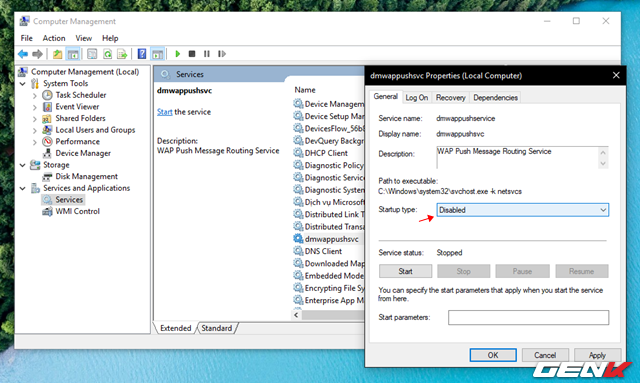 Computer Management
File Action View Help
Computer Management (Local)
System Tools
Task Scheduler
Event Viewer
Shared Folders
Local Users and Groups
Performance
Device Manager
Storage
Disk Management
Services and Applications
Services
WMI Control
Services
dmwappushsvc
Start the service
Description:
WAP Push Message Routing Service
Name
Device Management
Device Setup Man
DevicesFlow_56b8
DevQuery Backgro
DHCP Client
Diagnostic Policy
Diagnostic Service
Diagnostic System
Dịch vụ Microsoft
Distributed Link T
Distributed Transa
dmwappushsvc
DNS Client
Downloaded Map
Embedded Mode
Encrypting File Sy
Enterprise App M
Extended Standard
dmwappushsvc Properties (Local Computer)
General Log On Recovery Dependencies
Service name: dmwappushservice
Display name: dmwappushsvc
Description: WAP Push Message Routing Service
Path to executable:
C:\Windows\system32\svchost.exe -k netsvcs
Startup type: Disabled
Service status: Stopped
Start Stop Pause Resume
You can specify the start parameters that apply when you start the service
from here.
Start parameters:
OK Cancel Apply
GENK